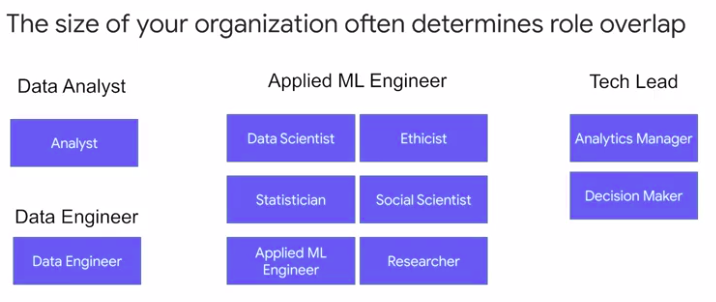 The size of your organization often determines role overlap
Data Analyst
Analyst
Data Engineer
Data Engineer
Applied ML Engineer
Data Scientist
Ethicist
Statistician
Social Scientist
Applied ML
Engineer
Researcher
Tech Lead
Analytics Manager
Decision Maker